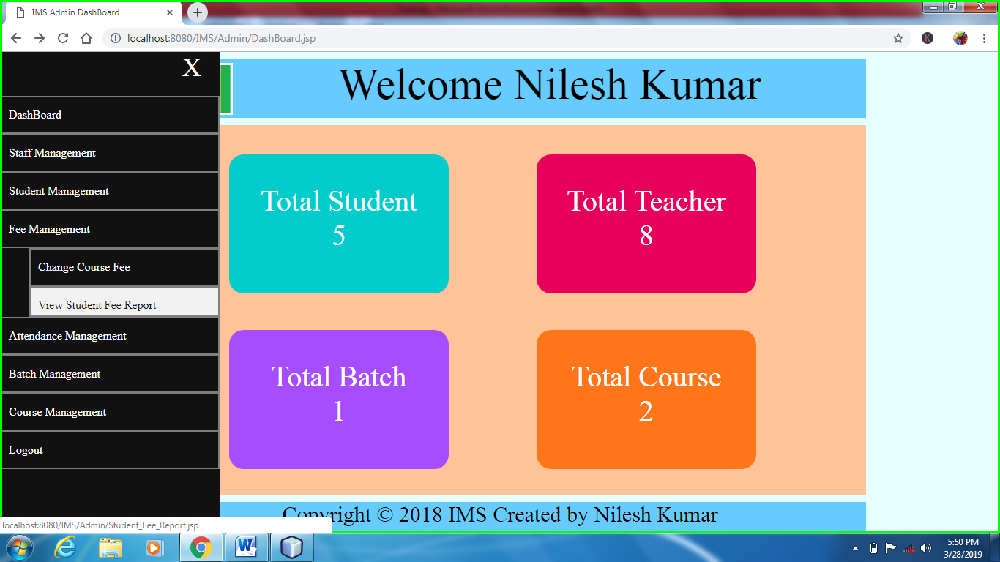 IMS Admin DashBoard
localhost:8080/IMS/Admin/DashBoard.jsp
K
X
DashBoard
Staff Management
Student Management
Fee Management
Change Course Fee
View Student Fee Report
Attendance Management
Batch Management
Course Management
Logout
Welcome Nilesh Kumar
Total Student
5
Total Teacher
8
Total Batch
1
Total Course
2
Copyright © 2018 IMS Created by Nilesh Kumar
localhost:8080/IMS/Admin/Student_Fee_Report.jsp
W
5:50 PM
3/28/2019